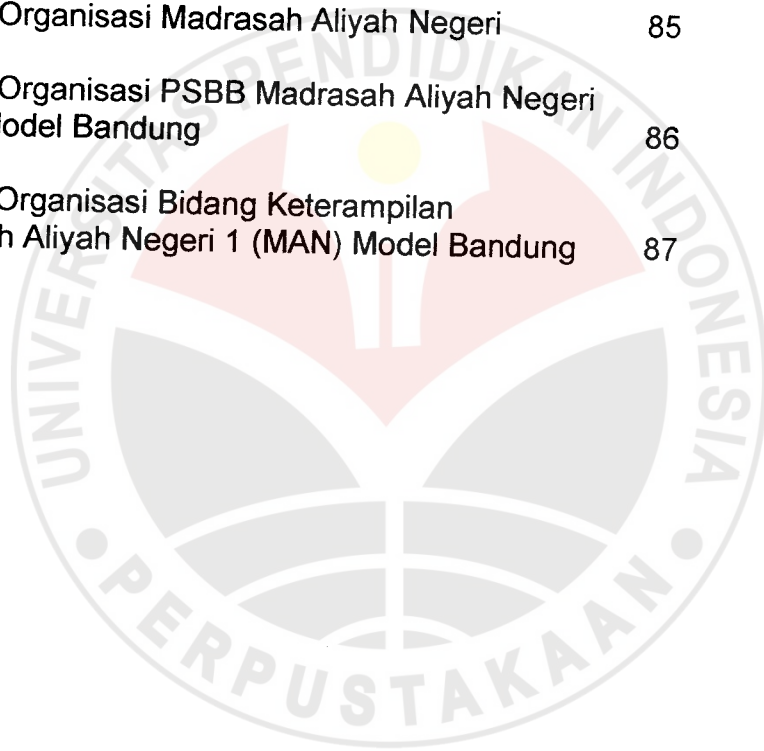 Organisasi Madrasah Aliyah Negeri 85
Organisasi PSBB Madrasah Aliyah Negeri
odel Bandung 86
Organisasi Bidang Keterampilan
h Aliyah Negeri 1 (MAN) Model Bandung 87
UNIVERSITAS PENDIDIKAN INDONESIA
PERPUSTAKAAN